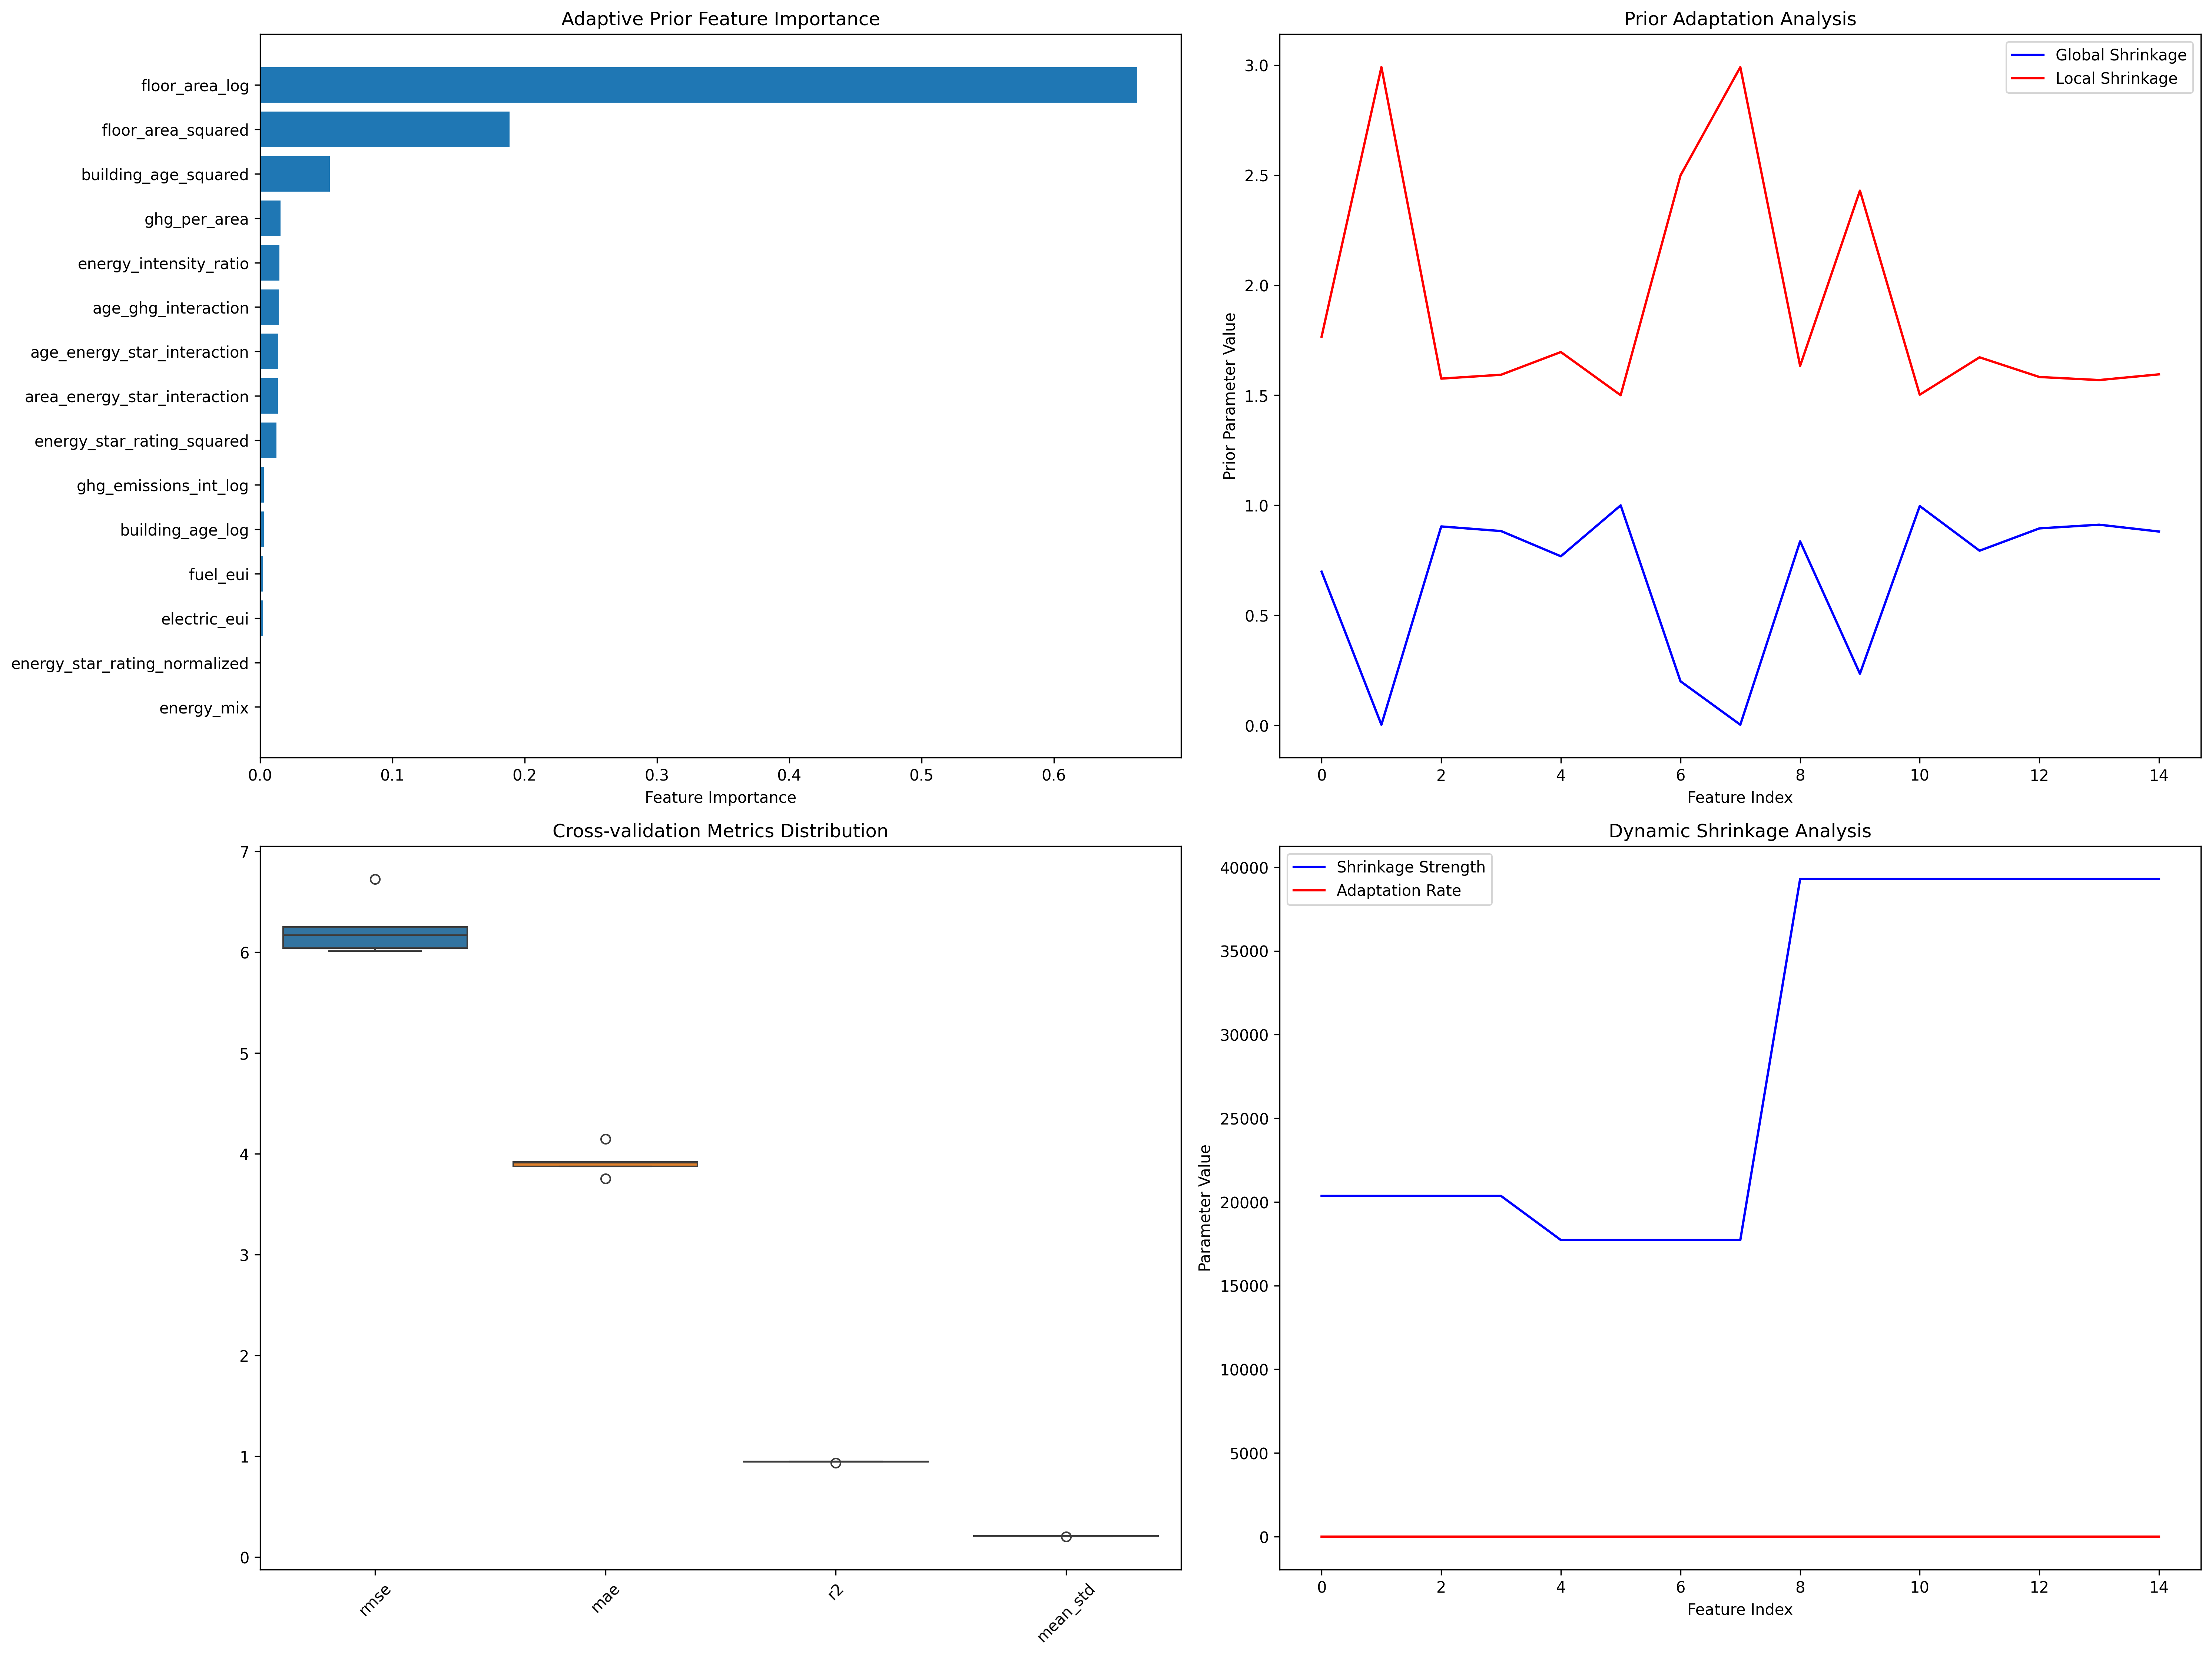 Adaptive Prior Feature Importance
floor_area_log
floor_area_squared
building_age_squared
ghg_per_area
energy_intensity_ratio
age_ghg_interaction
age_energy_star_interaction
area_energy_star_interaction
energy_star_rating_squared
ghg_emissions_int_log
building_age_log
fuel_eui
electric_eui
energy_star_rating_normalized
energy_mix
0.0 0.1 0.2 0.3 0.4 0.5 0.6
Feature Importance
Prior Adaptation Analysis
Global Shrinkage
Local Shrinkage
Prior Parameter Value
3.0
2.5
2.0
1.5
1.0
0.5
0.0
0 2 4 6 8 10 12 14
Feature Index
Cross-validation Metrics Distribution
7
6
5
4
3
2
1
0
rmse
mae
r2
mean_std
Dynamic Shrinkage Analysis
Shrinkage Strength
Adaptation Rate
Parameter Value
40000
35000
30000
25000
20000
15000
10000
5000
0
0 2 4 6 8 10 12 14
Feature Index